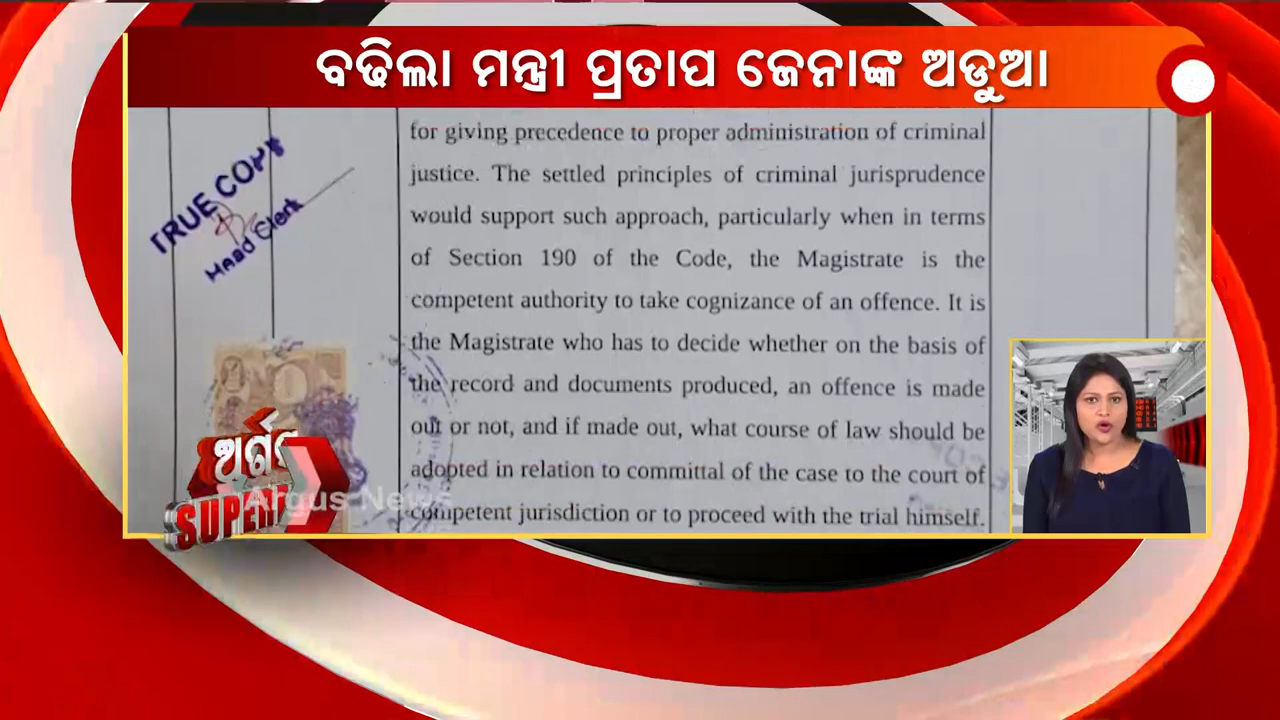 ବଢିଲା ମନ୍ତ୍ରୀ ପ୍ରତାପ ଜେନାଙ୍କ ଅଡୁଆ
for giving precedence to proper administration of criminal
justice. The settled principles of criminal jurisprudence
would support such approach, particularly when in terms
of Section 190 of the Code, the Magistrate is the
competent authority to take cognizance of an offence. It is
the Magistrate who has to decide whether on the basis of
the record and documents produced, an offence is made
out or not, and if made out, what course of law should be
adopted in relation to committal of the case to the court of
competent jurisdiction or to proceed with the trial himself.
TRUE COPY
Head Clerk
Argus News